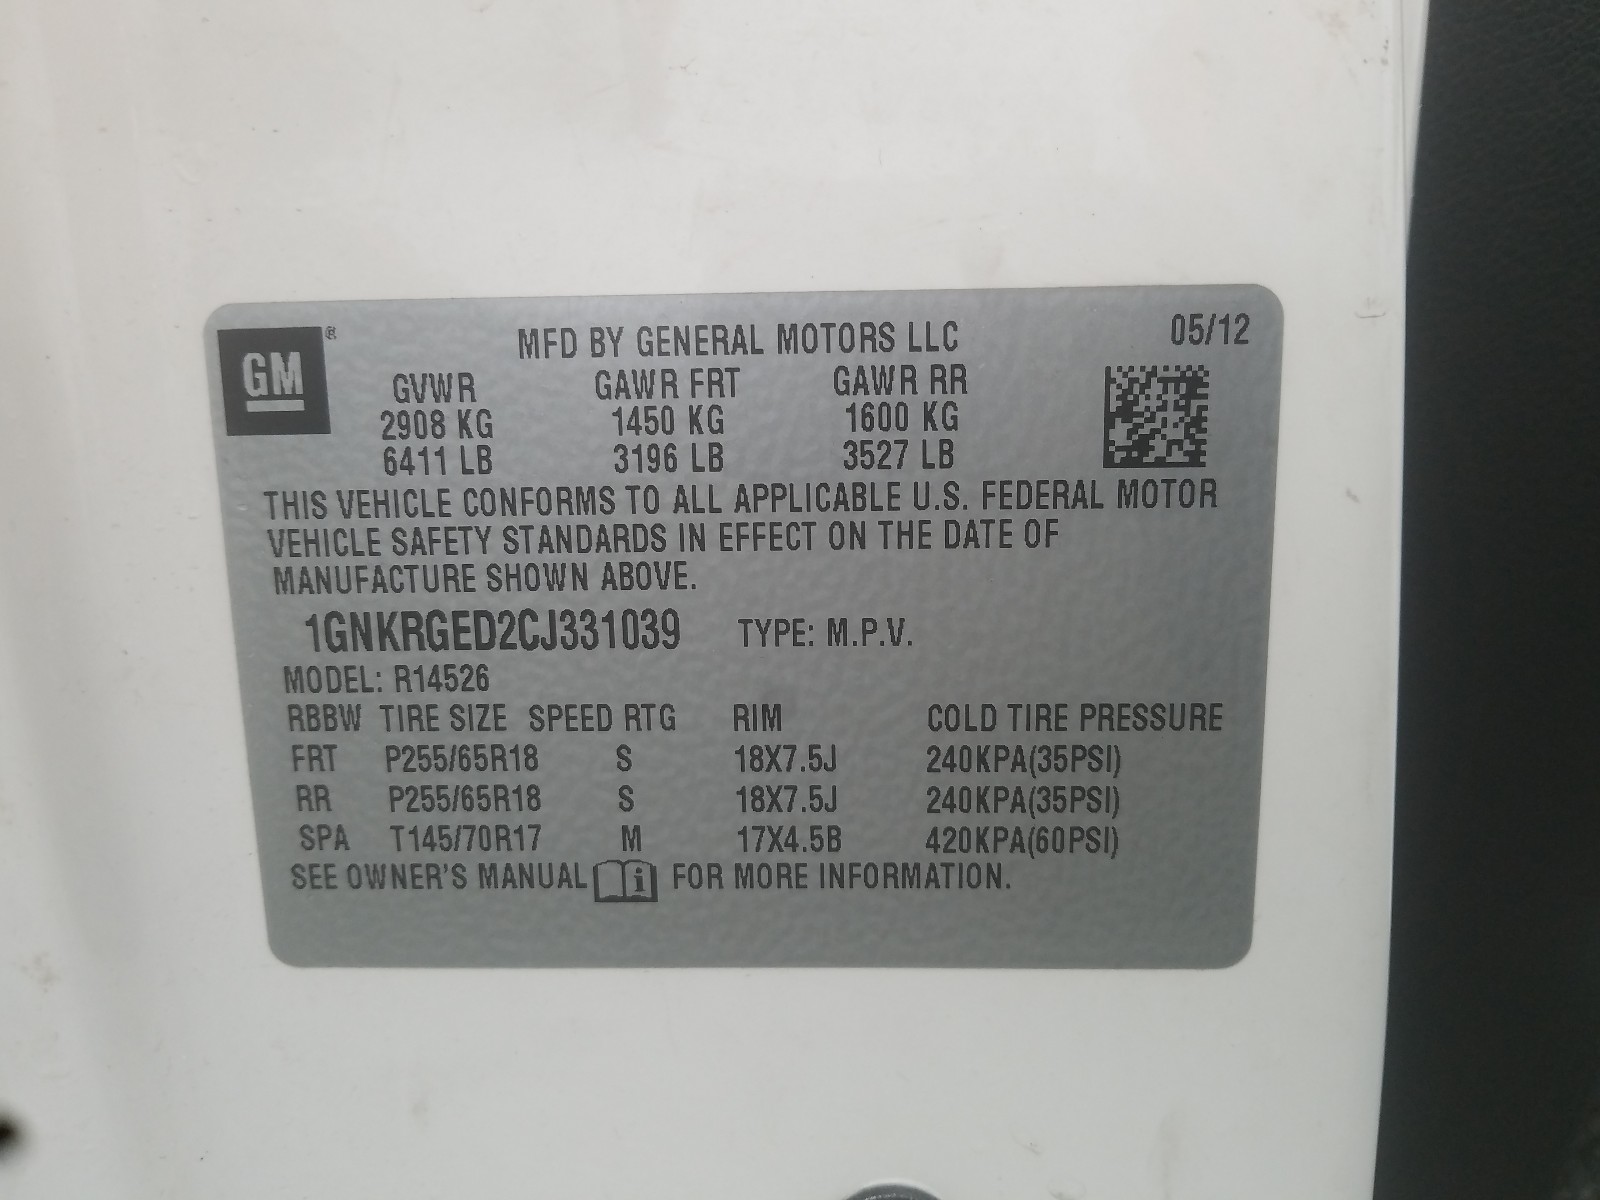 GM ® MFD BY GENERAL MOTORS LLC 05/12
GVWR GAWR FRT GAWR RR
2908 KG 1450 KG 1600 KG
6411 LB 3196 LB 3527 LB
THIS VEHICLE CONFORMS TO ALL APPLICABLE U.S. FEDERAL MOTOR
VEHICLE SAFETY STANDARDS IN EFFECT ON THE DATE OF
MANUFACTURE SHOWN ABOVE.
1GNKRGED2CJ331039 TYPE: M.P.V.
MODEL: R14526
RBBW TIRE SIZE SPEED RTG RIM COLD TIRE PRESSURE
FRT P255/65R18 S 18X7.5J 240KPA(35PSI)
RR P255/65R18 S 18X7.5J 240KPA(35PSI)
SPA T145/70R17 M 17X4.5B 420KPA(60PSI)
SEE OWNER'S MANUAL i FOR MORE INFORMATION.